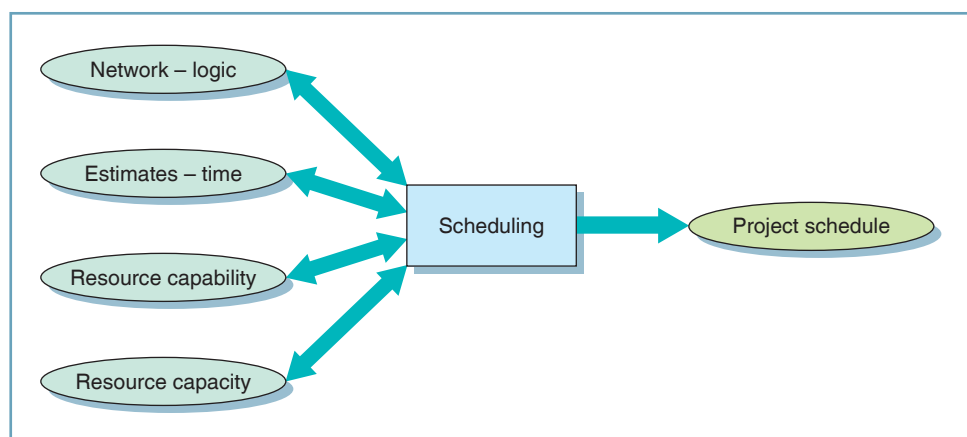 Network – logic
Estimates – time
Scheduling
Project schedule
Resource capability
Resource capacity